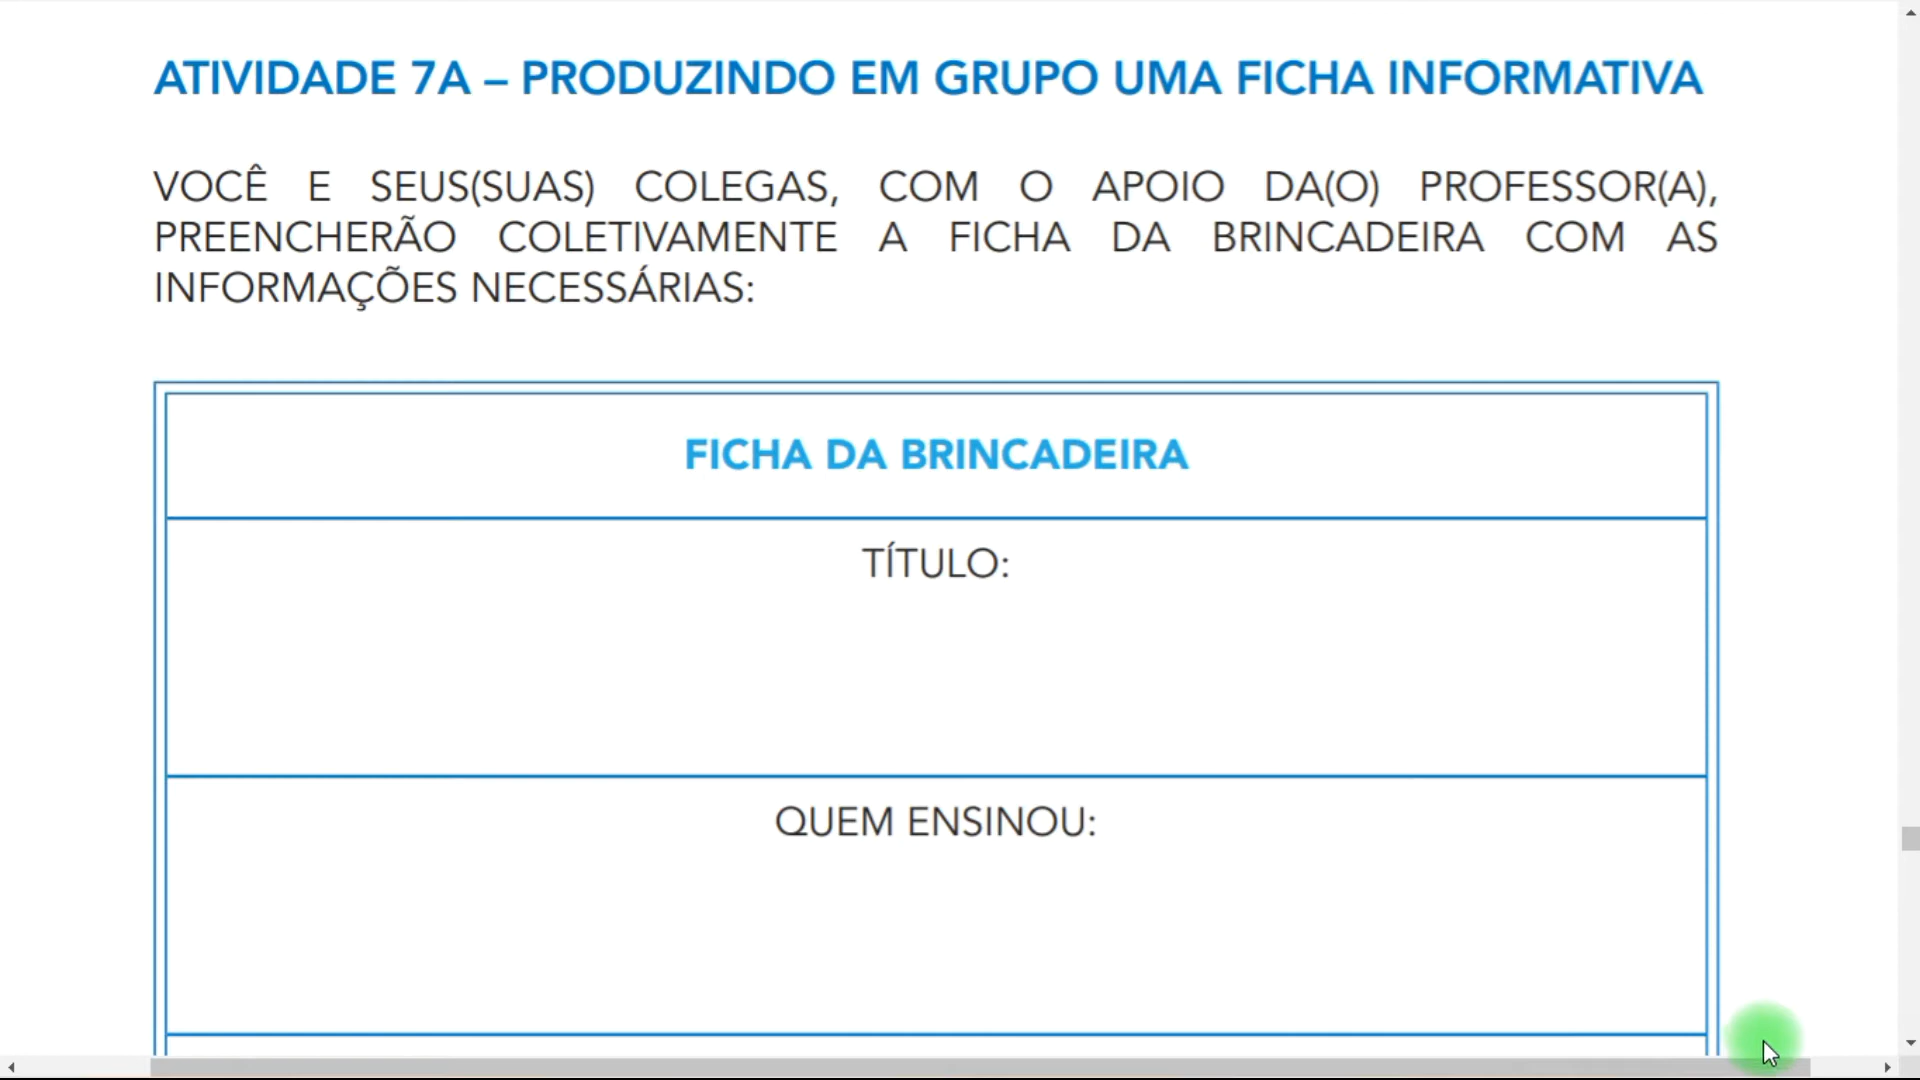 ATIVIDADE 7A – PRODUZINDO EM GRUPO UMA FICHA INFORMATIVA
VOCÊ E SEUS(SUAS) COLEGAS, COM O APOIO DA(O) PROFESSOR(A),
PREENCHERÃO COLETIVAMENTE A FICHA DA BRINCADEIRA COM AS
INFORMAÇÕES NECESSÁRIAS:
FICHA DA BRINCADEIRA
TÍTULO:
QUEM ENSINOU: